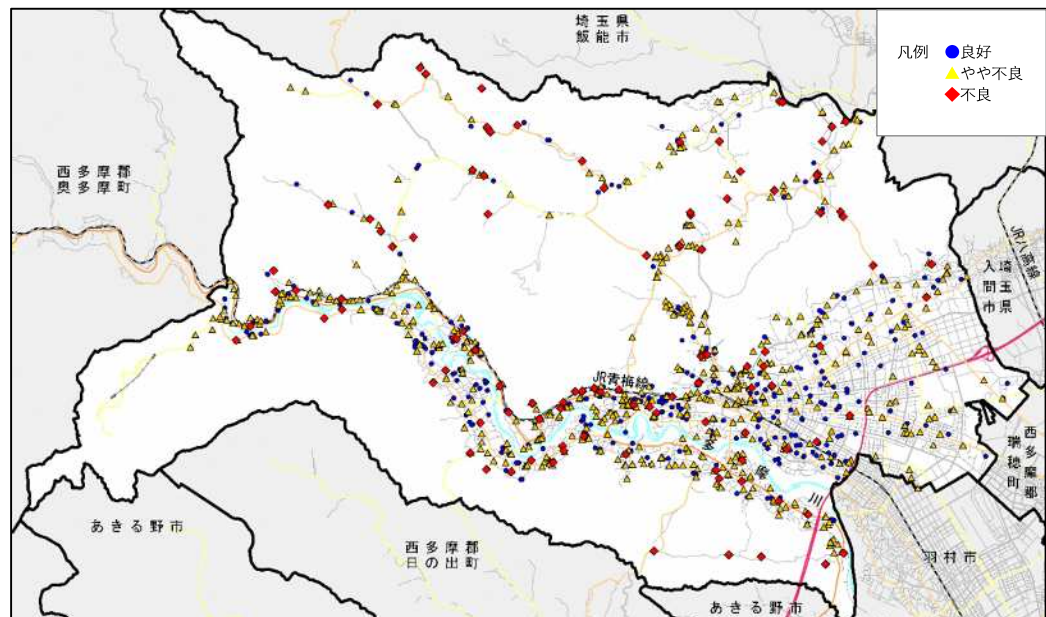 埼玉県
飯能市
凡例 ●良好
▲やや不良
◆不良
西多摩郡
奥多摩町
JR八高線
埼玉県
入間市
JR青梅線
多
摩
川
西多摩郡
瑞穂町
あきる野市
西多摩郡
日の出町
羽村市
あきる野市